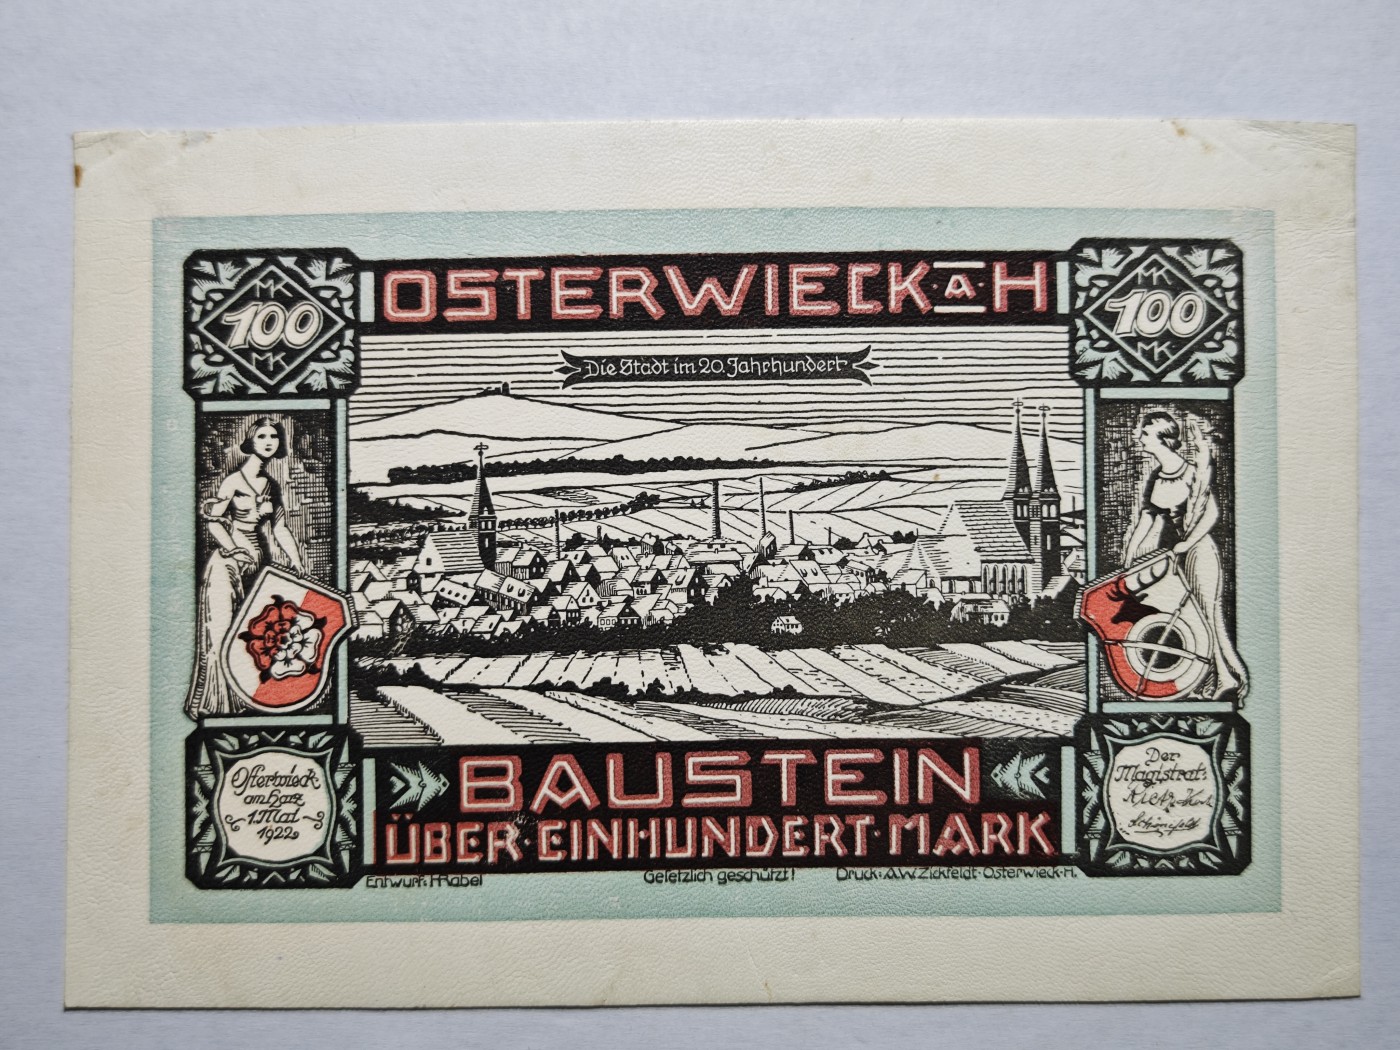 MK
100
MK
OSTERWIECK·A·H
MK
100
MK
Die Stadt im 20. Jahrhundert
Osterwieck
am Harz
1. Mai
1922
BAUSTEIN
ÜBER·EINHUNDERT·MARK
Der
Magistrat:
Schönefeld
Entwurf: H Rabel
Gesetzlich geschützt!
Druck: A.W. Zickfeldt·Osterwieck·H.